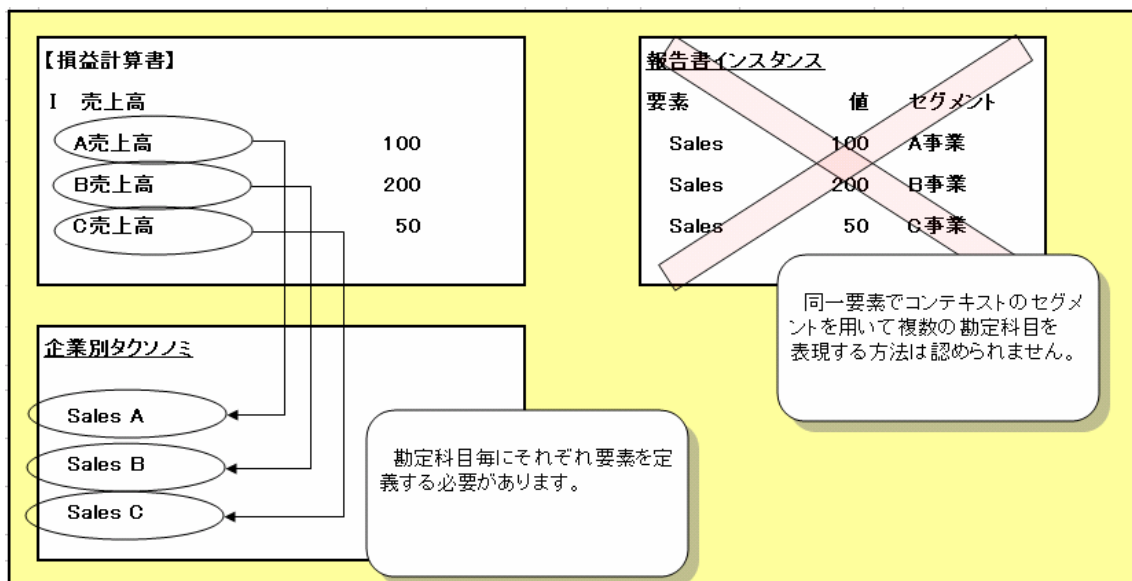 【損益計算書】
Ⅰ 売上高
A売上高 100
B売上高 200
C売上高 50
報告書インスタンス
要素 値 セグメント
Sales 100 A事業
Sales 200 B事業
Sales 50 C事業
同一要素でコンテキストのセグメ
ントを用いて複数の勘定科目を
表現する方法は認められません。
企業別タクソノミ
Sales A
Sales B
Sales C
勘定科目毎にそれぞれ要素を定
義する必要があります。